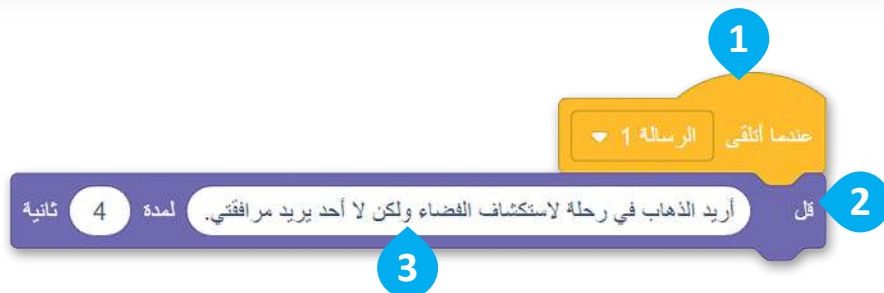 1
عندما أتلقى الرسالة 1
قل أريد الذهاب في رحلة لاستكشاف الفضاء ولكن لا أحد يريد مرافقتي. لمدة 4 ثانية
2
3